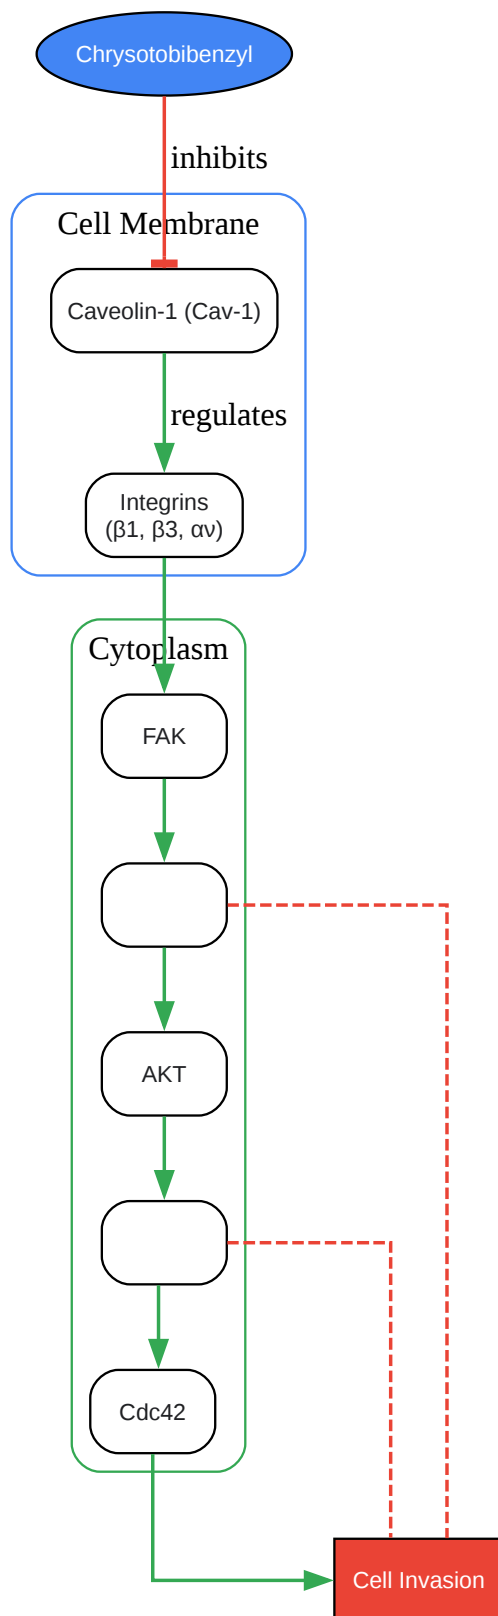 Chrysotobibenzyl
inhibits
Cell Membrane
Caveolin-1 (Cav-1)
regulates
Integrins
(β1, β3, αν)
Cytoplasm
FAK
AKT
Cdc42
Cell Invasion